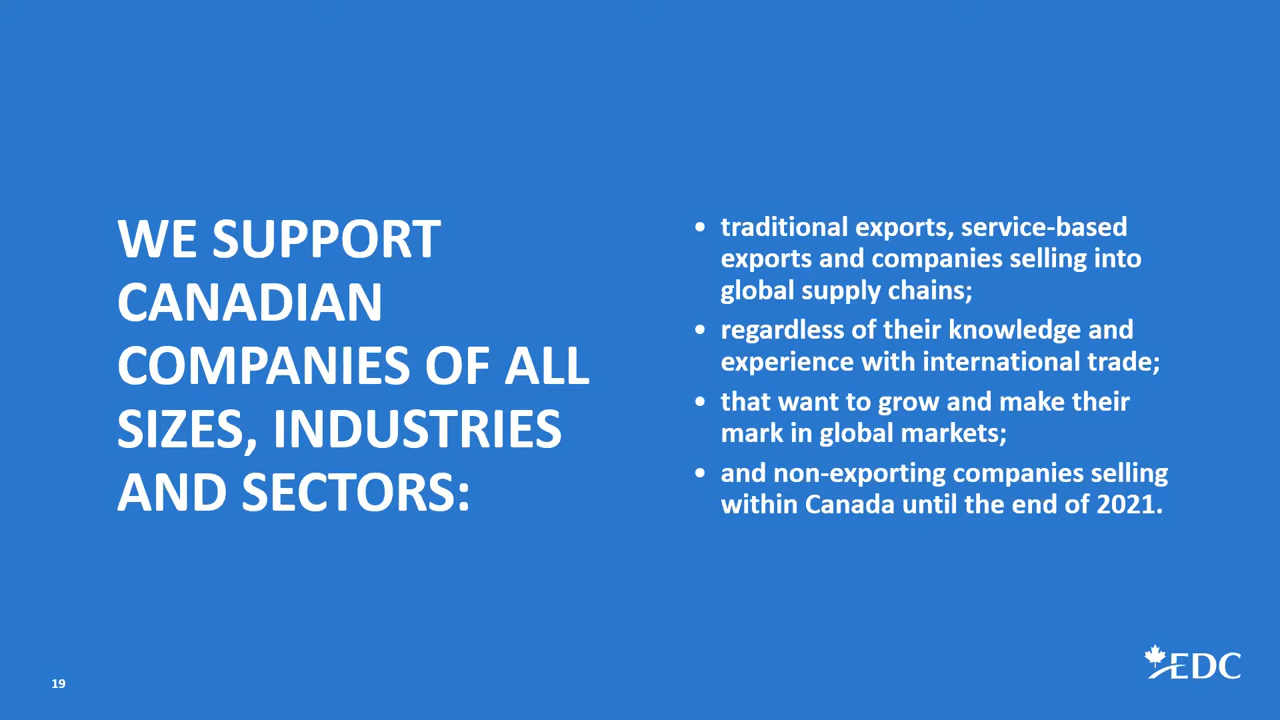 WE SUPPORT
CANADIAN
COMPANIES OF ALL
SIZES, INDUSTRIES
AND SECTORS:
• traditional exports, service-based
exports and companies selling into
global supply chains;
• regardless of their knowledge and
experience with international trade;
• that want to grow and make their
mark in global markets;
• and non-exporting companies selling
within Canada until the end of 2021.
19
EDC